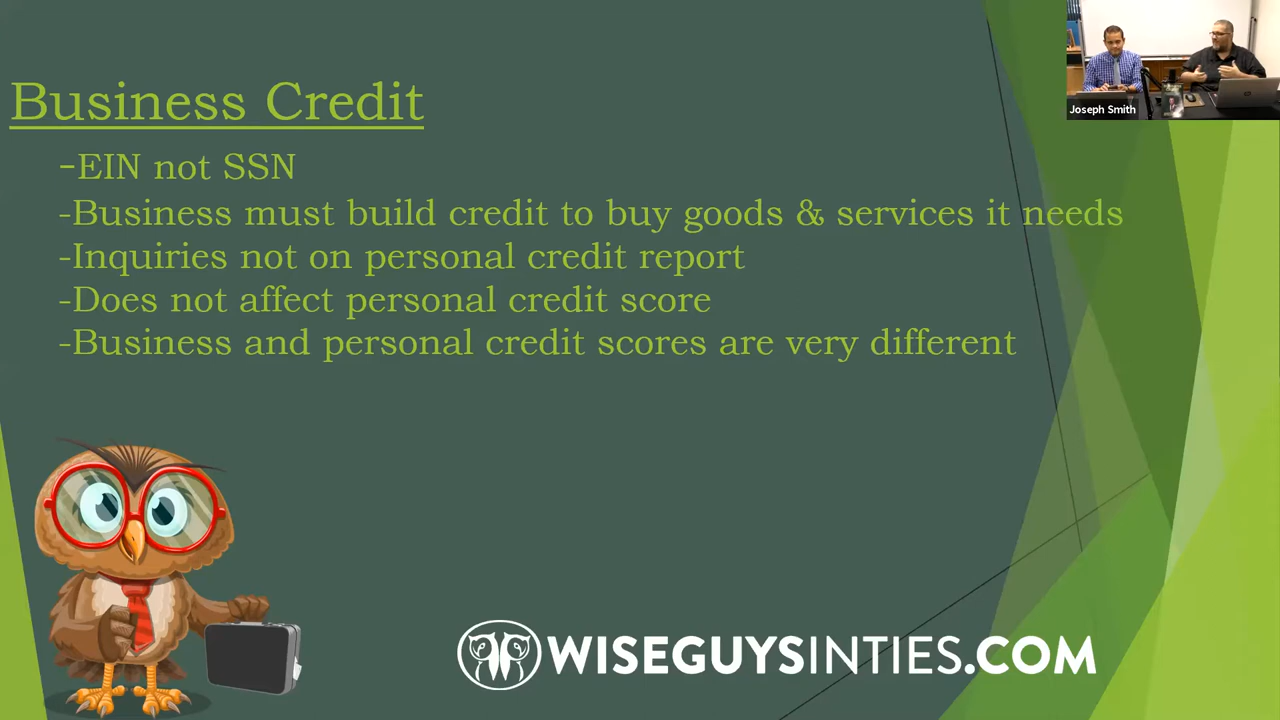 Business Credit
-EIN not SSN
-Business must build credit to buy goods & services it needs
-Inquiries not on personal credit report
-Does not affect personal credit score
-Business and personal credit scores are very different
Joseph Smith
WISEGUYSINTIES.COM